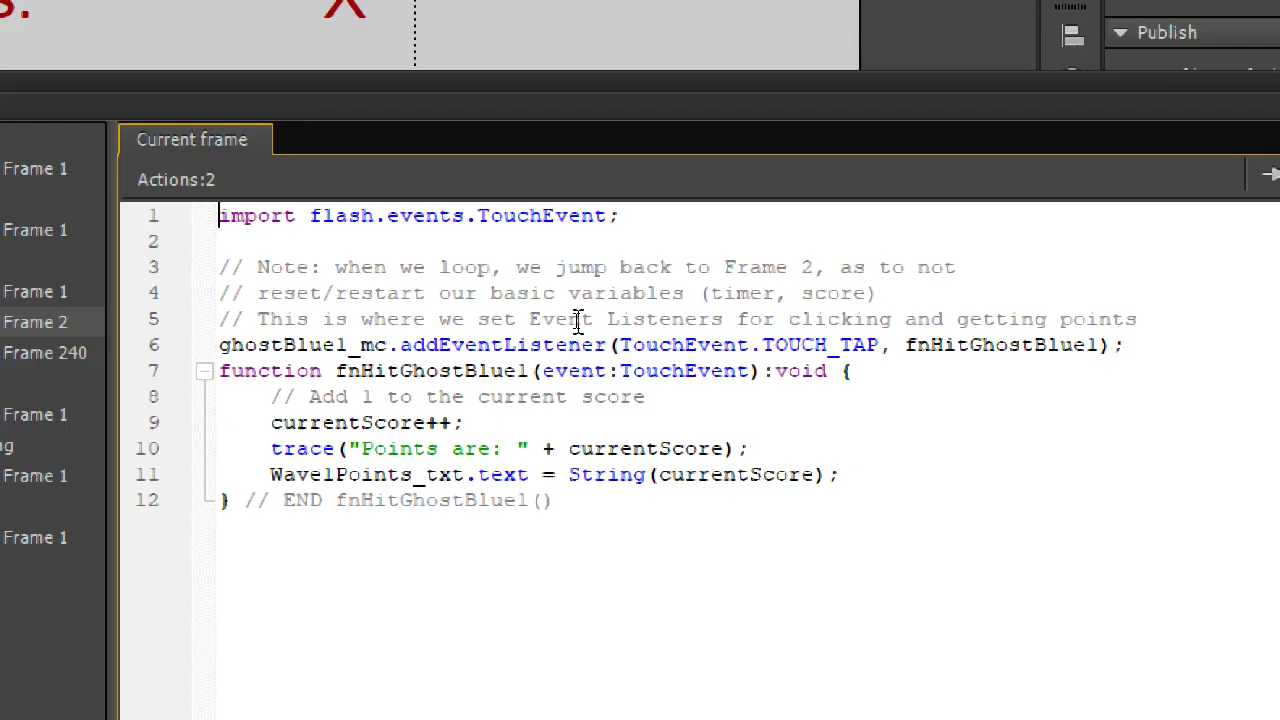 s. X
Publish
Current frame
Actions:2
Frame 1
Frame 1
Frame 1
Frame 2
Frame 240
Frame 1
ng
Frame 1
Frame 1
1 import flash.events.TouchEvent;
2
3 // Note: when we loop, we jump back to Frame 2, as to not
4 // reset/restart our basic variables (timer, score)
5 // This is where we set Event Listeners for clicking and getting points
6 ghostBlue1_mc.addEventListener(TouchEvent.TOUCH_TAP, fnHitGhostBlue1);
7 function fnHitGhostBlue1(event:TouchEvent):void {
8 // Add 1 to the current score
9 currentScore++;
10 trace("Points are: " + currentScore);
11 Wave1Points_txt.text = String(currentScore);
12 } // END fnHitGhostBlue1()